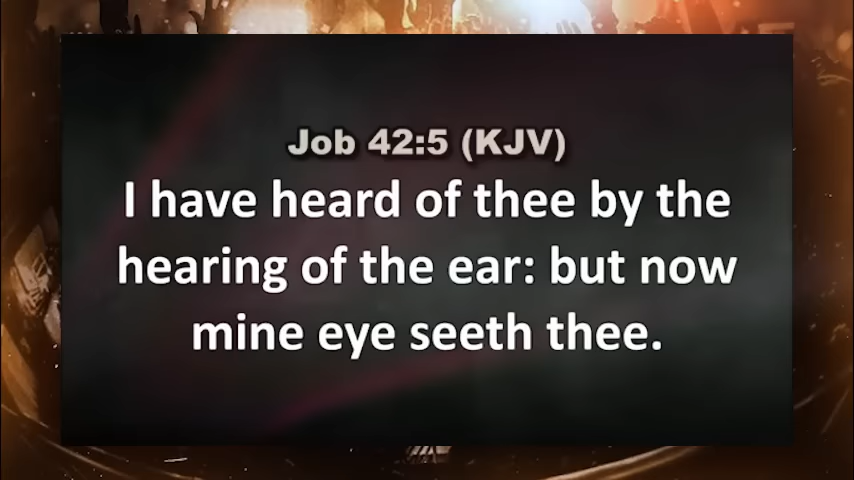 Job 42:5 (KJV)
I have heard of thee by the
hearing of the ear: but now
mine eye seeth thee.